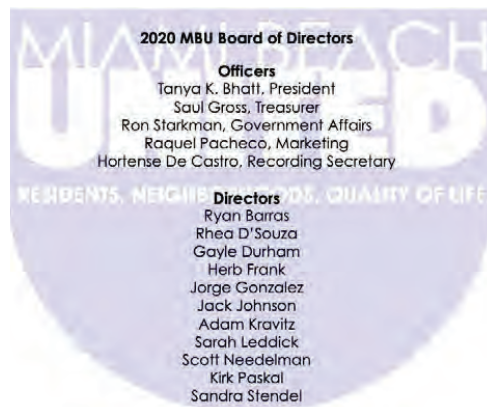 MIAMI BEACH
UNITED
RESIDENTS, NEIGHBORHOODS, QUALITY OF LIFE
2020 MBU Board of Directors
Officers
Tanya K. Bhatt, President
Saul Gross, Treasurer
Ron Starkman, Government Affairs
Raquel Pacheco, Marketing
Hortense De Castro, Recording Secretary
Directors
Ryan Barras
Rhea D'Souza
Gayle Durham
Herb Frank
Jorge Gonzalez
Jack Johnson
Adam Kravitz
Sarah Leddick
Scott Needelman
Kirk Paskal
Sandra Stendel